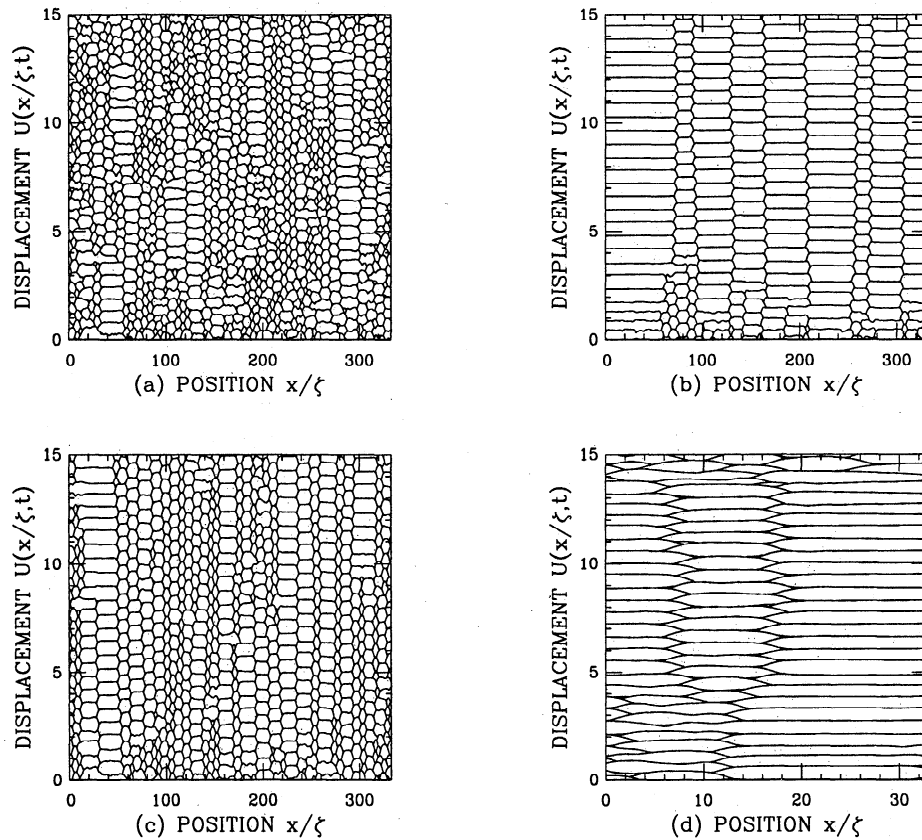 15
10
5
0
DISPLACEMENT U(x/ζ,t)
0 100 200 300
(a) POSITION x/ζ
15
10
5
0
DISPLACEMENT U(x/ζ,t)
0 100 200 300
(b) POSITION x/ζ
15
10
5
0
DISPLACEMENT U(x/ζ,t)
0 100 200 300
(c) POSITION x/ζ
15
10
5
0
DISPLACEMENT U(x/ζ,t)
0 10 20 30
(d) POSITION x/ζ